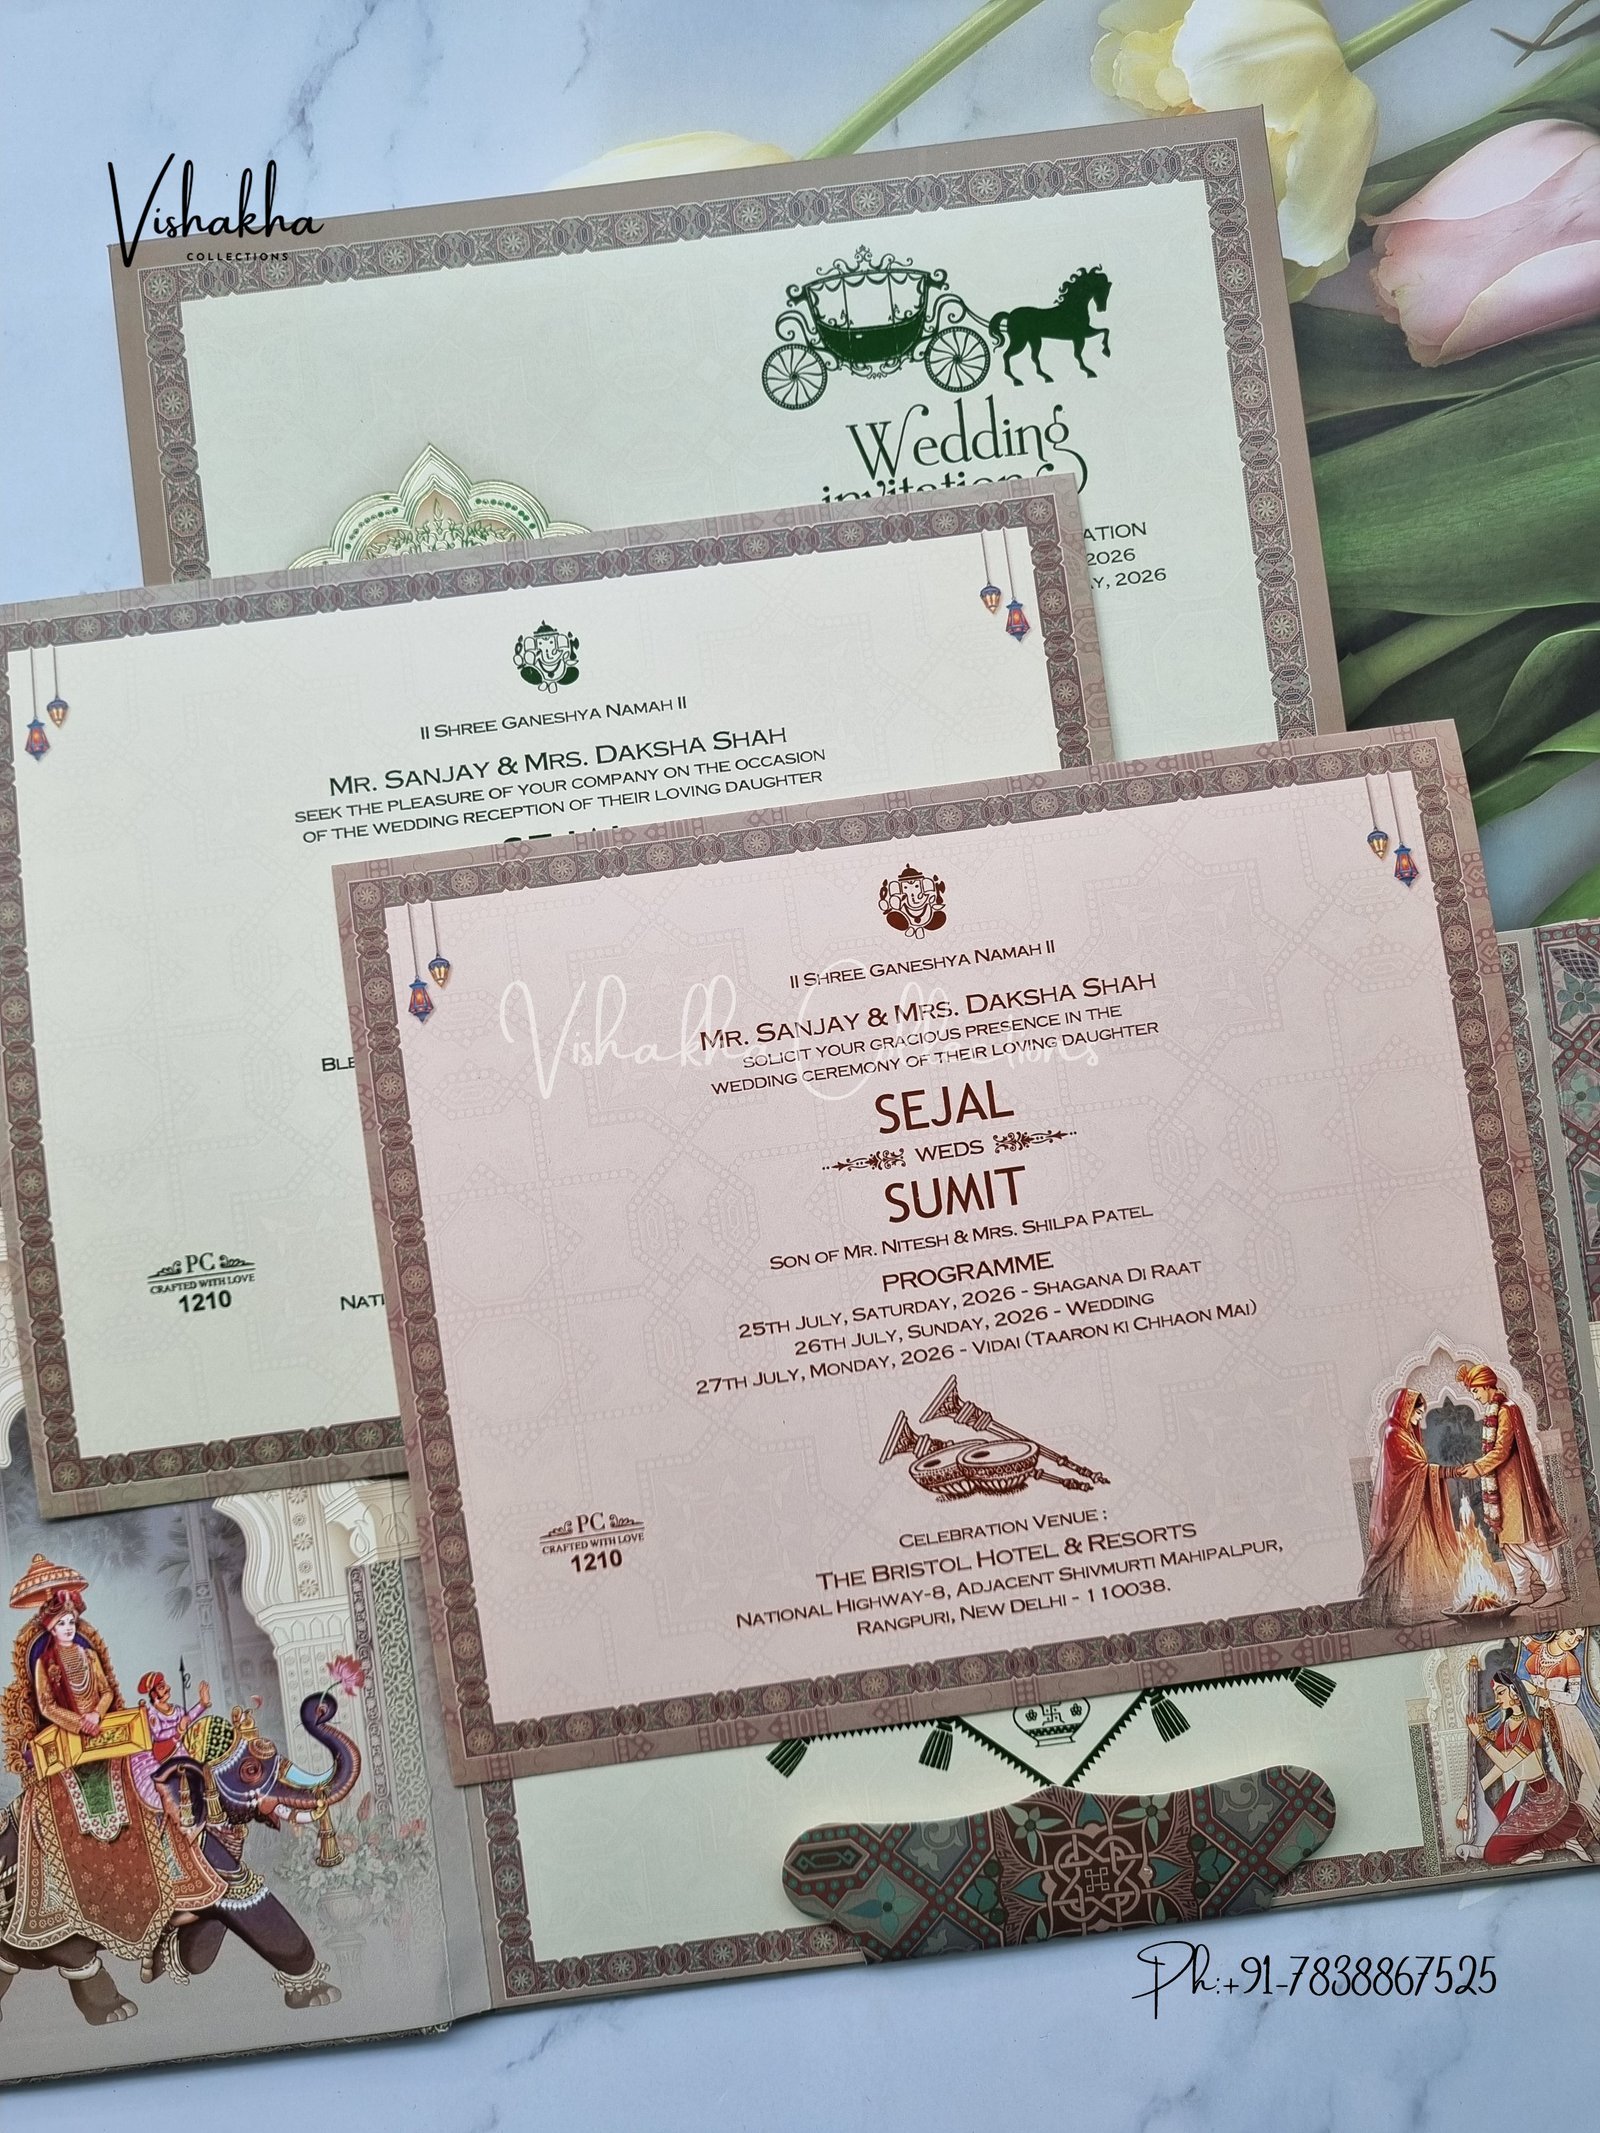 Vishakha
COLLECTIONS
Wedding
invitation
2026
, 2026
II SHREE GANESHYA NAMAH II
MR. SANJAY & MRS. DAKSHA SHAH
SEEK THE PLEASURE OF YOUR COMPANY ON THE OCCASION
OF THE WEDDING RECEPTION OF THEIR LOVING DAUGHTER
PC
CRAFTED WITH LOVE
1210
II SHREE GANESHYA NAMAH II
MR. SANJAY & MRS. DAKSHA SHAH
SOLICIT YOUR GRACIOUS PRESENCE IN THE
WEDDING CEREMONY OF THEIR LOVING DAUGHTER
Vishakha Collections
SEJAL
WEDS
SUMIT
SON OF MR. NITESH & MRS. SHILPA PATEL
PROGRAMME
25TH JULY, SATURDAY, 2026 - SHAGANA DI RAAT
26TH JULY, SUNDAY, 2026 - WEDDING
27TH JULY, MONDAY, 2026 - VIDAI (TAARON KI CHHAON MAI)
PC
CRAFTED WITH LOVE
1210
CELEBRATION VENUE :
THE BRISTOL HOTEL & RESORTS
NATIONAL HIGHWAY-8, ADJACENT SHIVMURTI MAHIPALPUR,
RANGPURI, NEW DELHI - 110038.
Ph:+91-7838867525